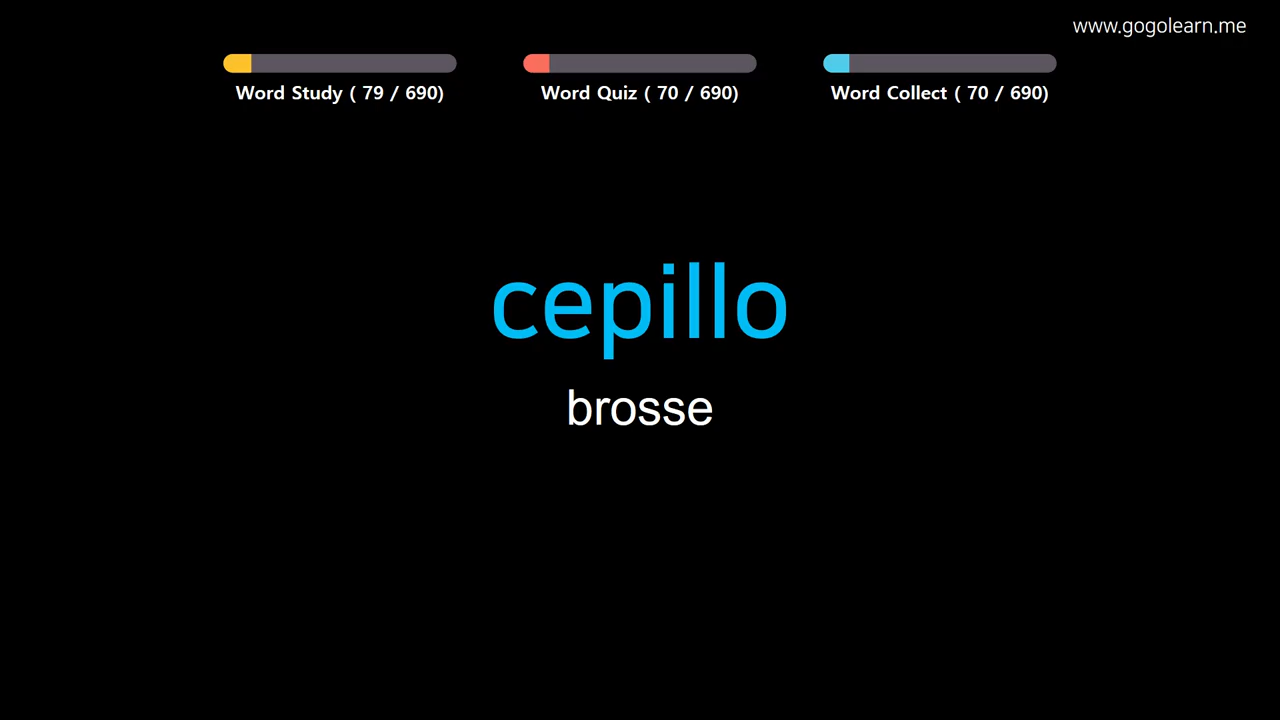 www.gogolearn.me
Word Study ( 79 / 690)
Word Quiz ( 70 / 690)
Word Collect ( 70 / 690)
cepillo
brosse